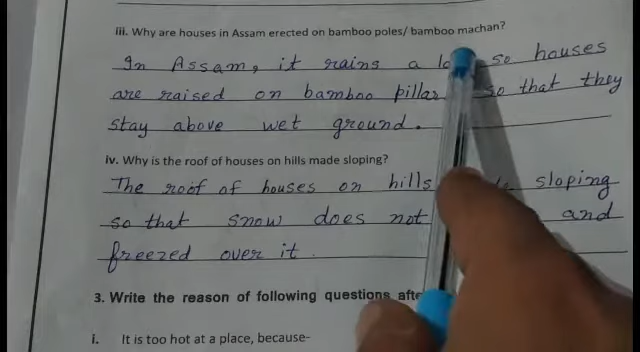 iii. Why are houses in Assam erected on bamboo poles/ bamboo machan?
In Assam, it rains a so houses
are raised on bamboo pillar so that they
stay above wet ground.
iv. Why is the roof of houses on hills made sloping?
The roof of houses on hills sloping
so that snow does not and
freezed over it.
3. Write the reason of following questions
i. It is too hot at a place, because-